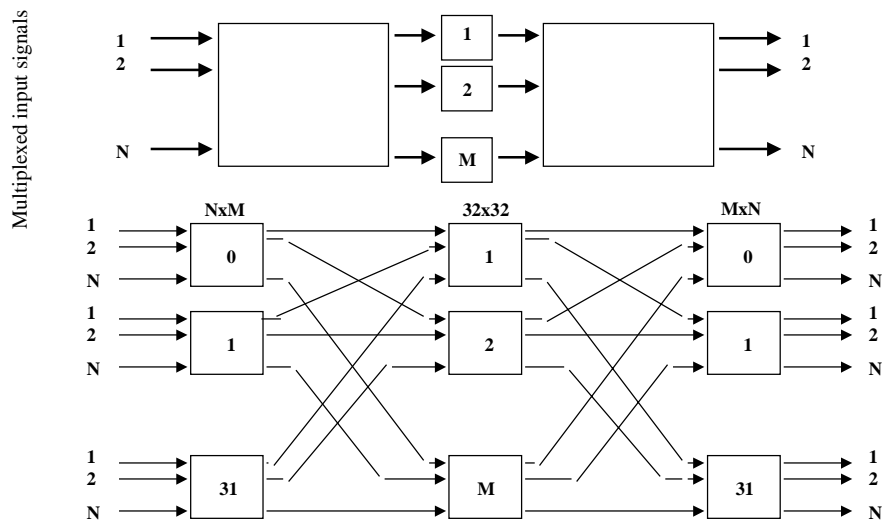 Multiplexed input signals
1 1 1
2 2
2
N M N
NxM 32x32 MxN
1 1
2 0 1 0 2
N N
1 1
2 1 2 1 2
N N
1 1
2 31 M 31 2
N N